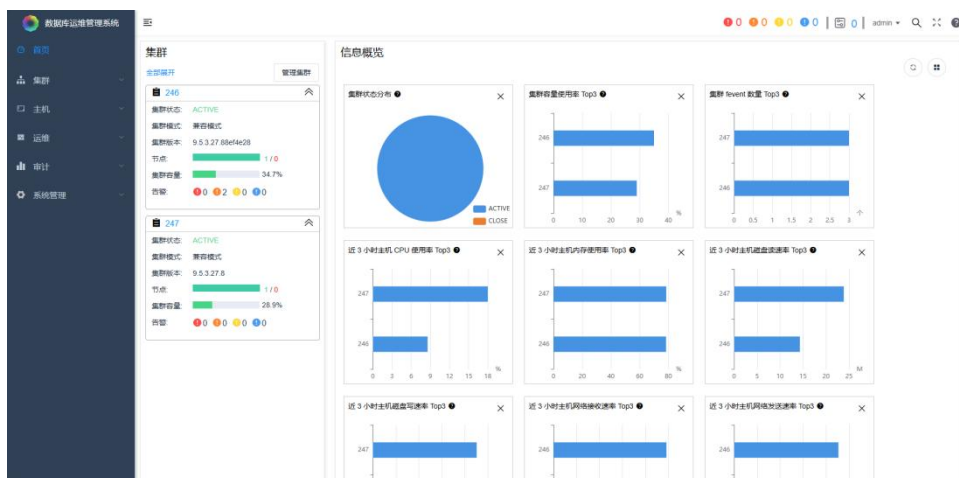 数据库运维管理系统
0 0 0 0 0 admin
首页
集群
主机
运维
审计
系统管理
集群
全部展开 管理集群
246
集群状态: ACTIVE
集群模式: 兼容模式
集群版本: 9.5.3.27.88ef4e28
节点: 1 / 0
集群容量: 34.7%
告警: 0 2 0 0
247
集群状态: ACTIVE
集群模式: 兼容模式
集群版本: 9.5.3.27.8
节点: 1 / 0
集群容量: 28.9%
告警: 0 0 0 0
信息概览
集群状态分布
ACTIVE
CLOSE
集群容量使用率 Top3
246
247
0 10 20 30 40 %
集群 fevent 数量 Top3
247
246
0 0.5 1 1.5 2 2.5 3 个
近 3 小时主机 CPU 使用率 Top3
247
246
0 3 6 9 12 15 18 %
近 3 小时主机内存使用率 Top3
247
246
0 20 40 60 80 %
近 3 小时主机磁盘读速率 Top3
247
246
0 5 10 15 20 25 M
近 3 小时主机磁盘写速率 Top3
247
近 3 小时主机网络接收速率 Top3
246
近 3 小时主机网络发送速率 Top3
246